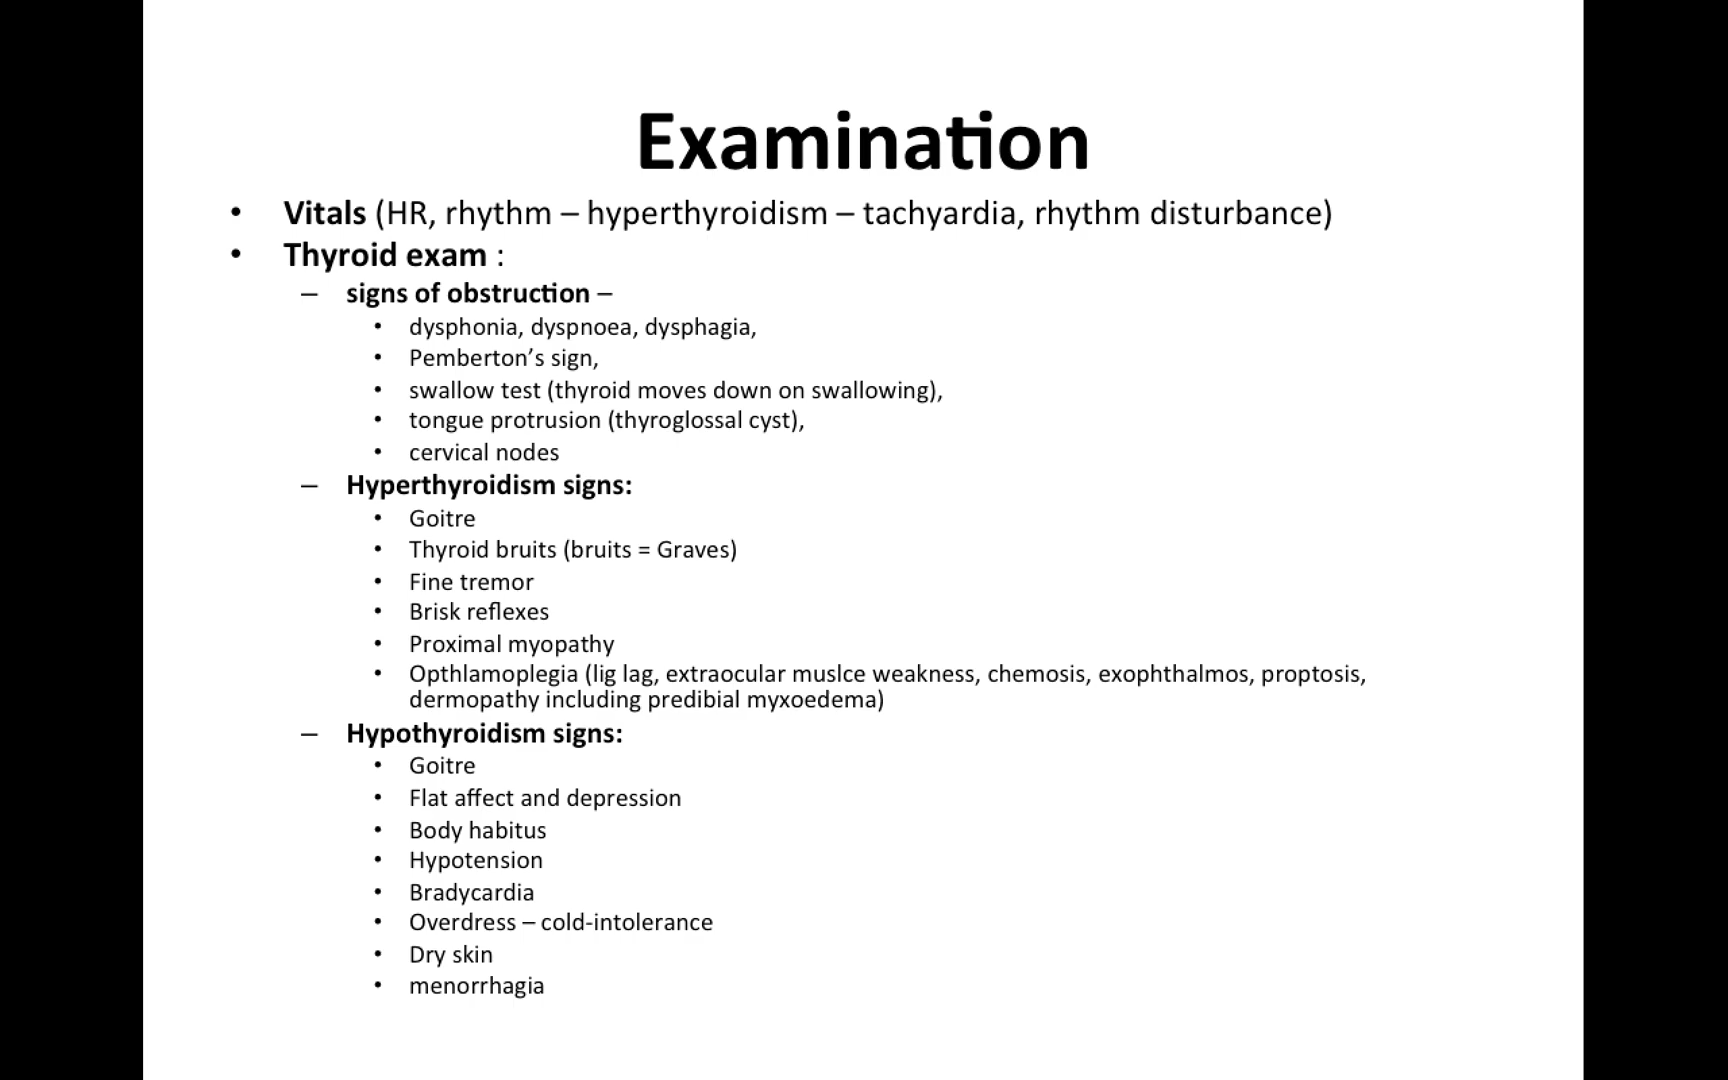 Examination
• Vitals (HR, rhythm – hyperthyroidism – tachyardia, rhythm disturbance)
• Thyroid exam :
– signs of obstruction –
• dysphonia, dyspnoea, dysphagia,
• Pemberton’s sign,
• swallow test (thyroid moves down on swallowing),
• tongue protrusion (thyroglossal cyst),
• cervical nodes
– Hyperthyroidism signs:
• Goitre
• Thyroid bruits (bruits = Graves)
• Fine tremor
• Brisk reflexes
• Proximal myopathy
• Opthlamoplegia (lig lag, extraocular muslce weakness, chemosis, exophthalmos, proptosis,
dermopathy including predibial myxoedema)
– Hypothyroidism signs:
• Goitre
• Flat affect and depression
• Body habitus
• Hypotension
• Bradycardia
• Overdress – cold-intolerance
• Dry skin
• menorrhagia